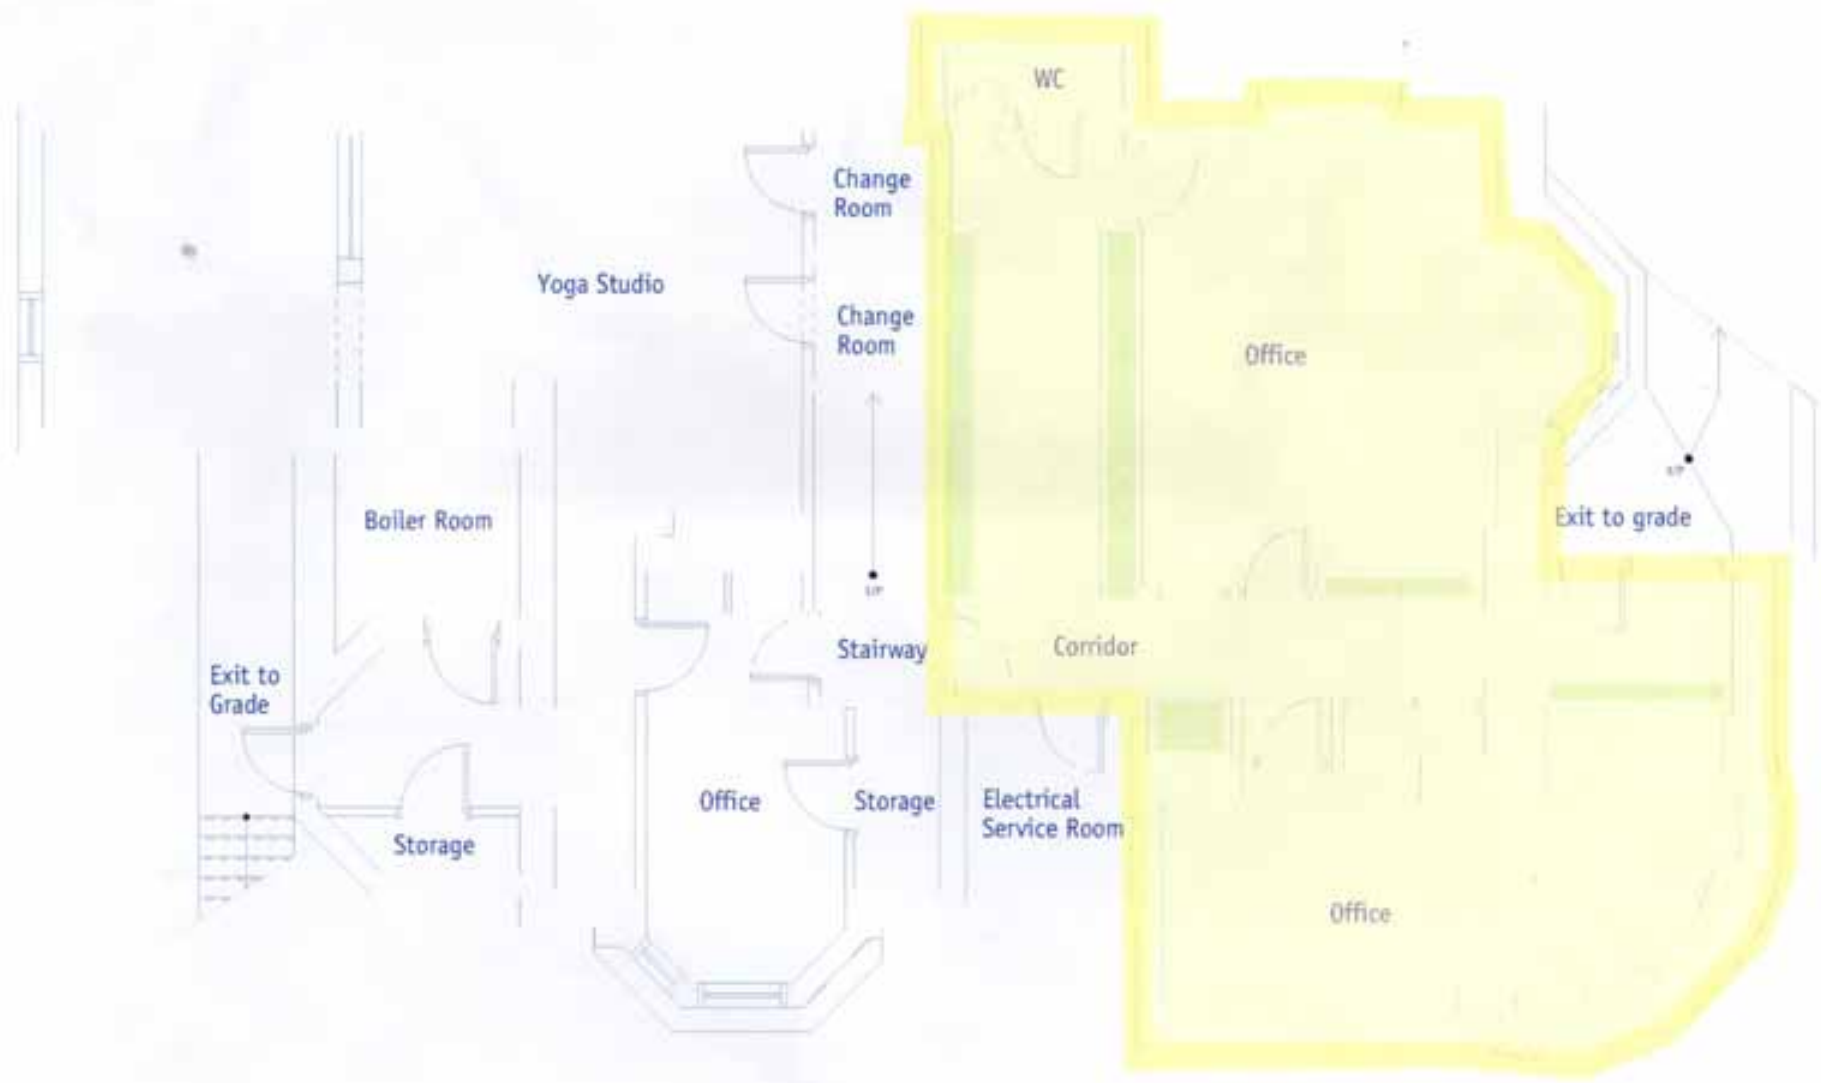 WC
Change
Room
Yoga Studio
Change
Room
Office
Boiler Room
Exit to grade
UP
Stairway
Corridor
Exit to
Grade
Office
Storage
Electrical
Service Room
Storage
Office